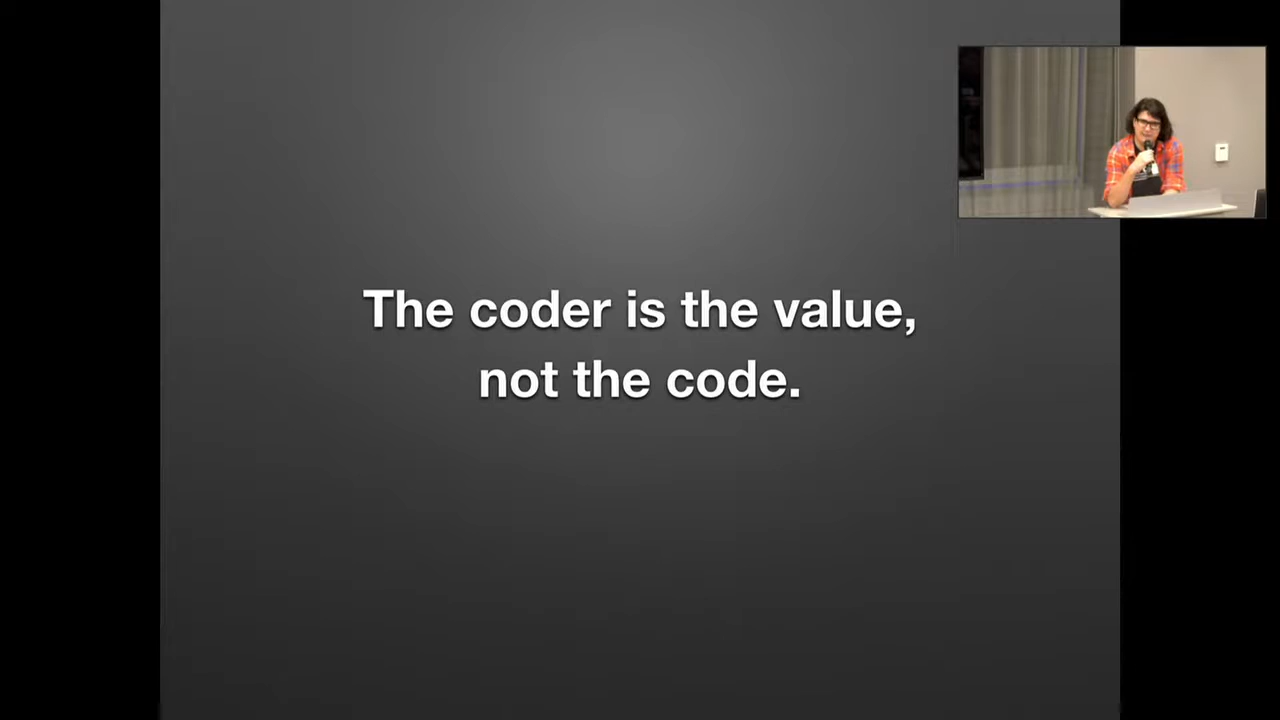 The coder is the value,
not the code.